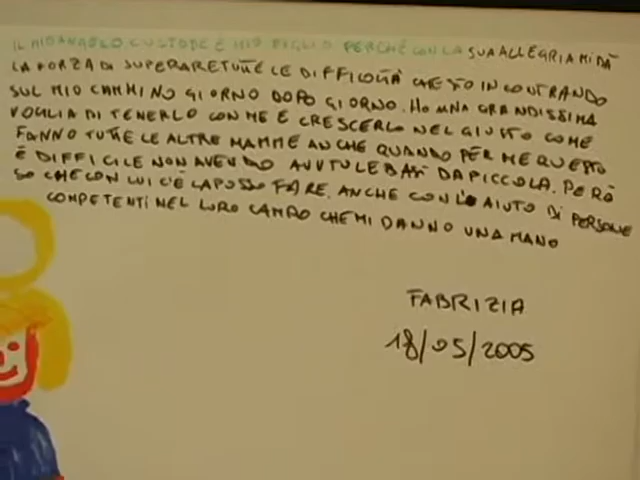 IL MIO ANGELO CUSTODE È MIO FIGLIO PERCHÉ CON LA SUA ALLEGRIA MI DÀ
LA FORZA DI SUPERARE TUTTE LE DIFFICOLTÀ CHE STO INCONTRANDO
SUL MIO CAMMINO GIORNO DOPO GIORNO. HO UNA GRANDISSIMA
VOGLIA DI TENERLO CON ME E CRESCERLO NEL GIUSTO COME
FANNO TUTTE LE ALTRE MAMME ANCHE QUANDO PER ME QUESTO
È DIFFICILE NON AVENDO AVUTO LE BASI DA PICCOLA. PERÒ
SO CHE CON LUI CE LA POSSO FARE. ANCHE CON L'AIUTO DI PERSONE
COMPETENTI NEL LORO CAMPO CHE MI DANNO UNA MANO
FABRIZIA
18/05/2005